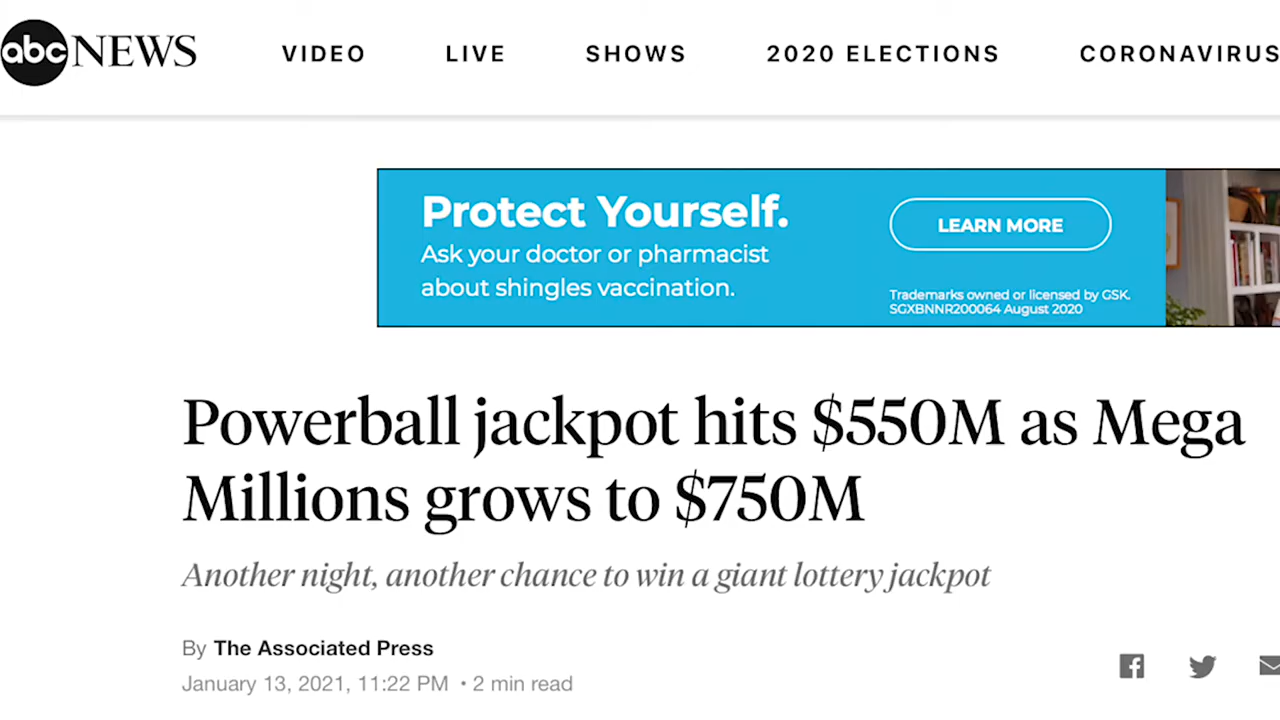 abc NEWS VIDEO LIVE SHOWS 2020 ELECTIONS CORONAVIRUS
Protect Yourself.
Ask your doctor or pharmacist
about shingles vaccination.
LEARN MORE
Trademarks owned or licensed by GSK.
SGXBNNR200064 August 2020
Powerball jackpot hits $550M as Mega
Millions grows to $750M
Another night, another chance to win a giant lottery jackpot
By The Associated Press
January 13, 2021, 11:22 PM • 2 min read